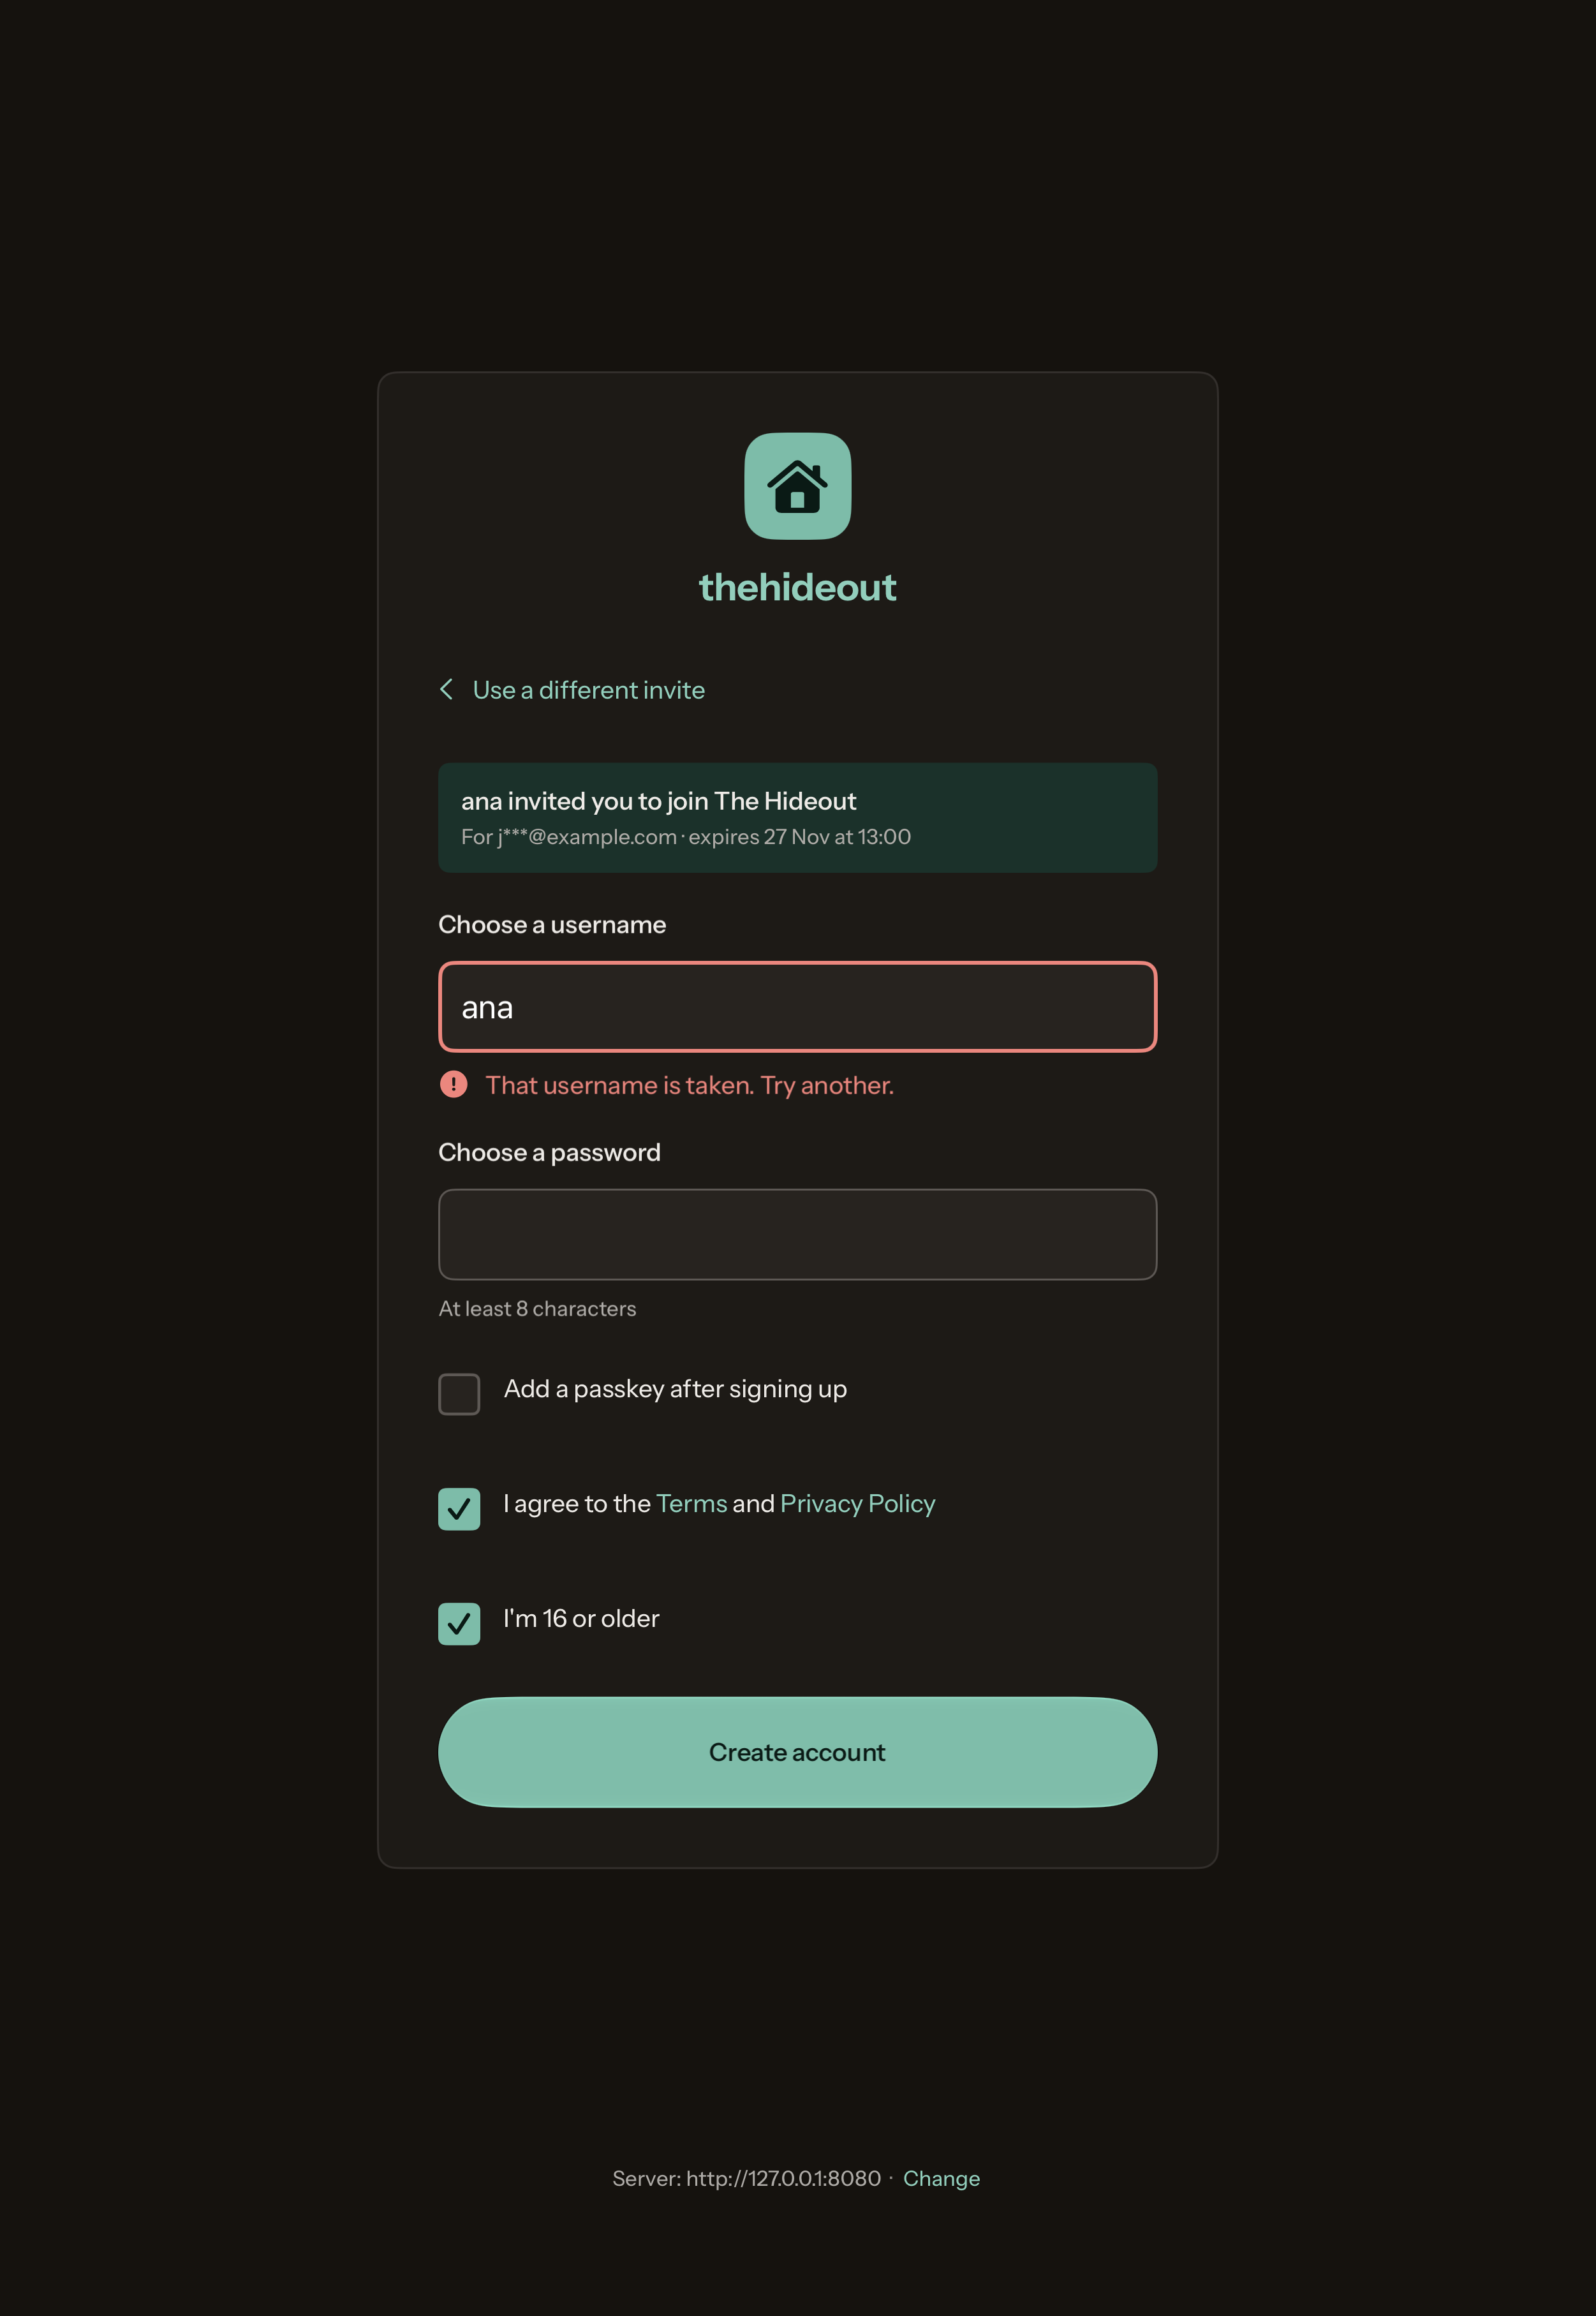 thehideout
Use a different invite
ana invited you to join The Hideout
For j***@example.com · expires 27 Nov at 13:00
Choose a username
ana
That username is taken. Try another.
Choose a password
At least 8 characters
Add a passkey after signing up
I agree to the Terms and Privacy Policy
I'm 16 or older
Create account
Server: http://127.0.0.1:8080 · Change